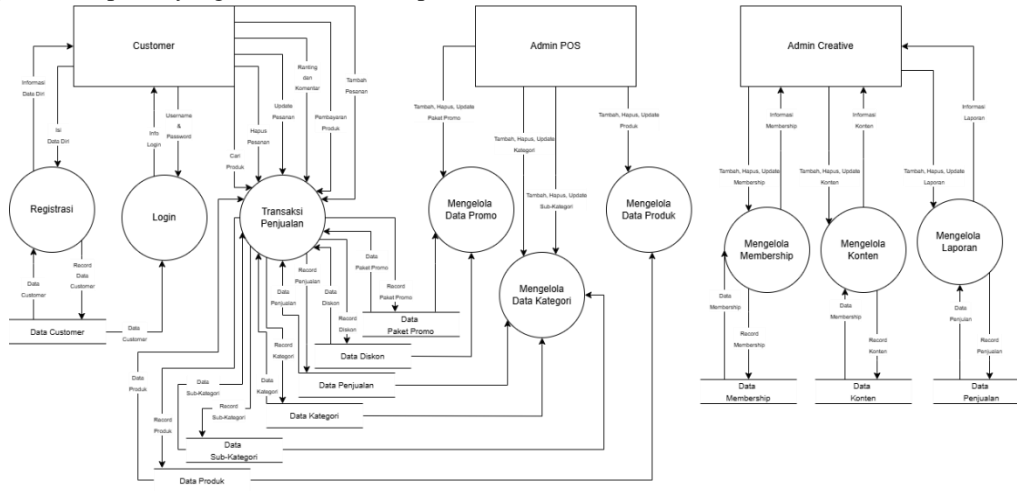 Customer
Admin POS
Admin Creative
Informasi
Data Diri
Isi
Data Diri
Info
Login
Username
&
Password
Cari
Produk
Hapus
Pesanan
Update
Pesanan
Ranting
dan
Komentar
Pembayaran
Produk
Tambah
Pesanan
Tambah, Hapus, Update
Paket Promo
Tambah, Hapus, Update
Kategori
Tambah, Hapus, Update
Sub-Kategori
Tambah, Hapus, Update
Produk
Tambah, Hapus, Update
Membership
Informasi
Membership
Tambah, Hapus, Update
Konten
Informasi
Konten
Tambah, Hapus, Update
Laporan
Informasi
Laporan
Registrasi
Login
Transaksi
Penjualan
Mengelola
Data Promo
Mengelola
Data Produk
Mengelola
Data Kategori
Mengelola
Membership
Mengelola
Konten
Mengelola
Laporan
Data
Customer
Record
Data
Customer
Data Customer
Data
Customer
Data
Produk
Record
Produk
Data
Sub-Kategori
Record
Sub-Kategori
Data
Kategori
Record
Kategori
Data
Penjualan
Record
Penjualan
Data
Diskon
Record
Diskon
Data
Paket Promo
Record
Paket Promo
Data
Paket Promo
Data Diskon
Data Penjualan
Data Kategori
Data
Sub-Kategori
Data Produk
Data
Membership
Record
Membership
Data
Membership
Data
Membership
Record
Konten
Data
Konten
Data
Penjualan
Record
Penjualan
Data
Penjualan